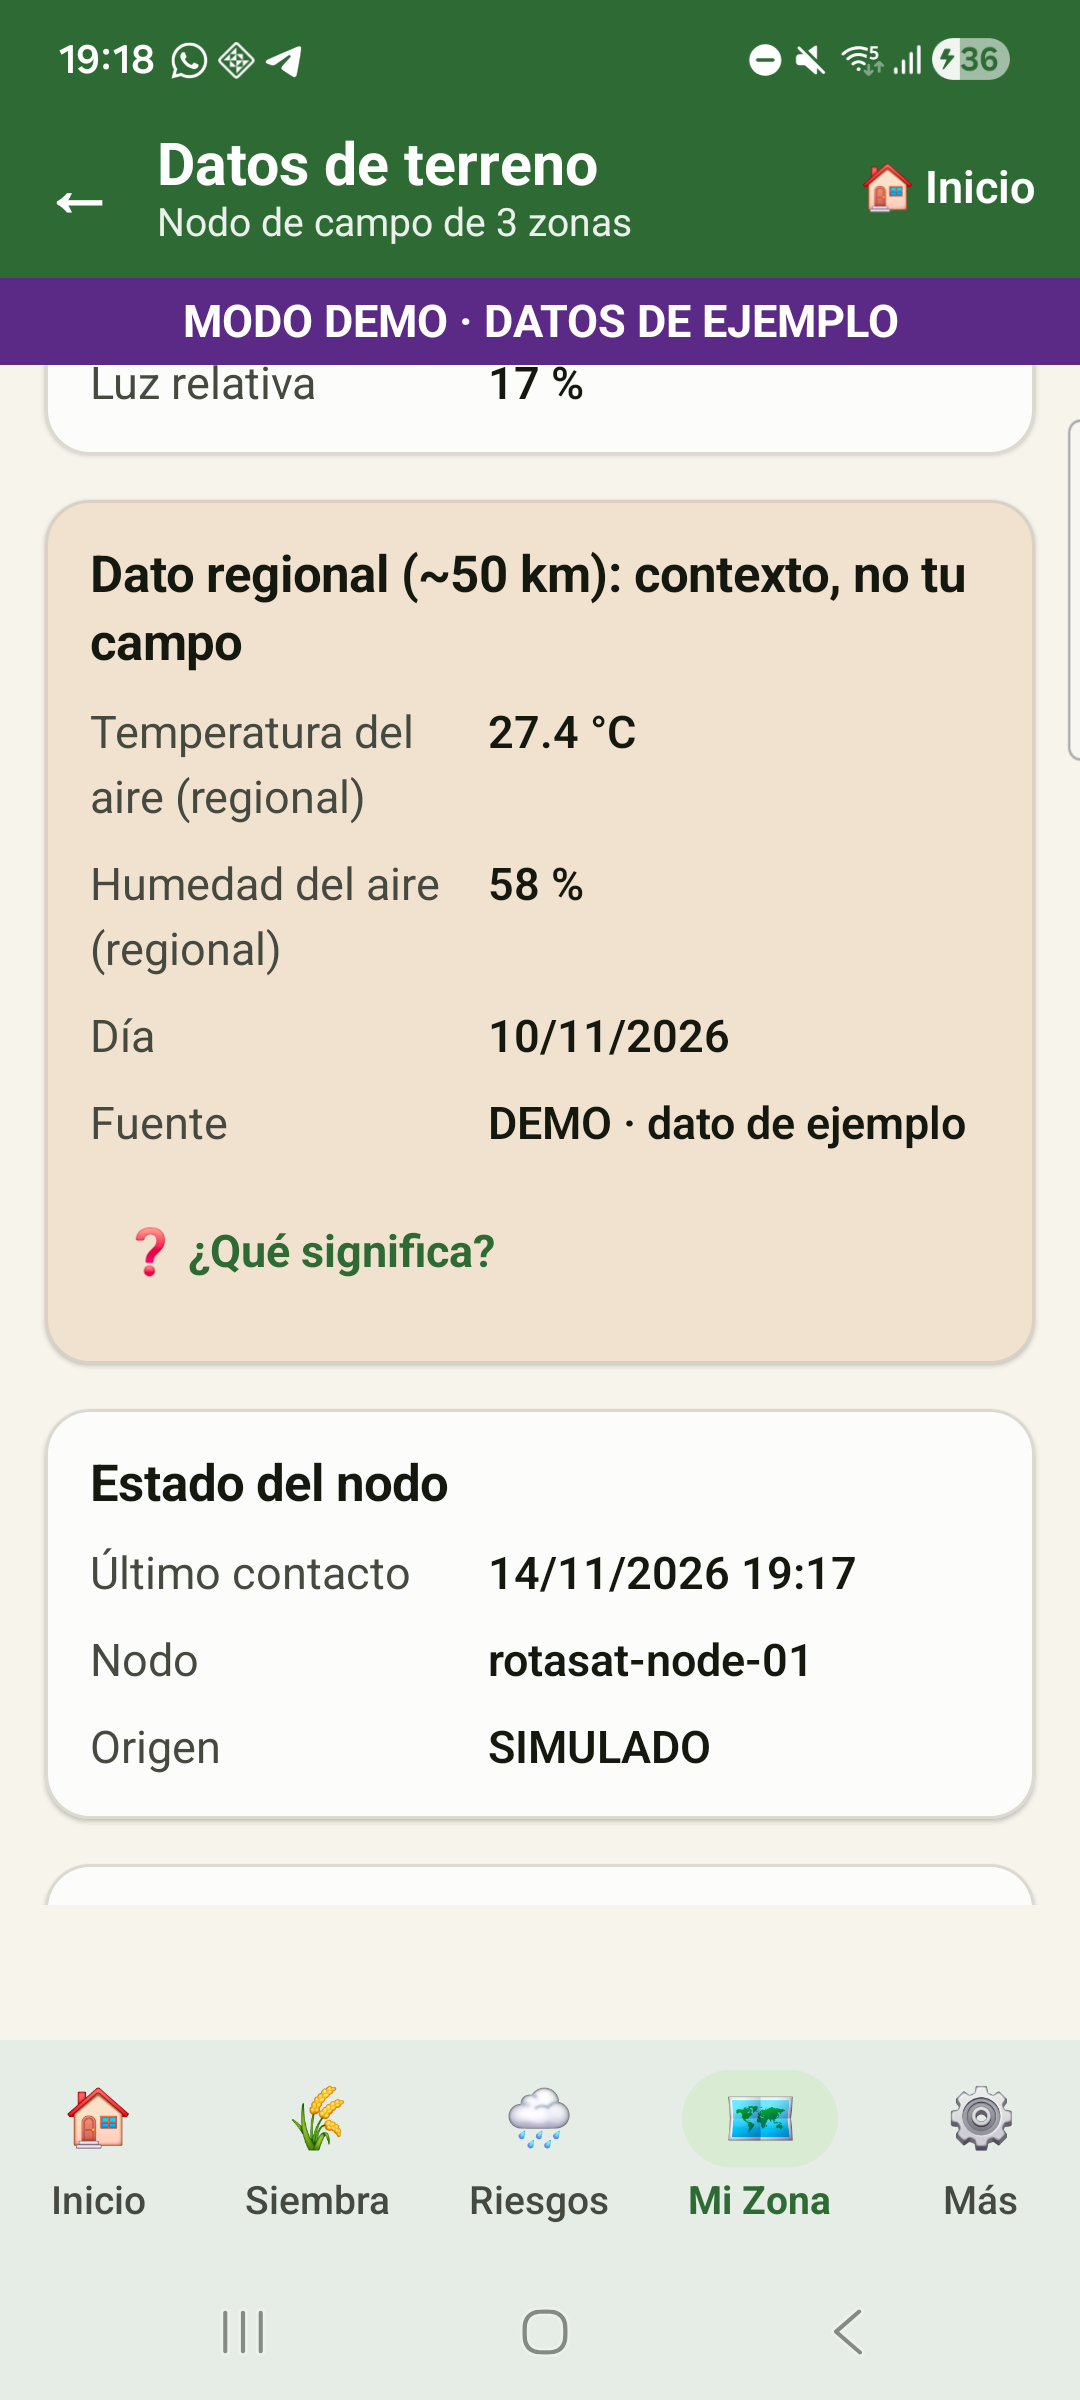 19:18
5
36
Datos de terreno
Nodo de campo de 3 zonas
←
Inicio
MODO DEMO · DATOS DE EJEMPLO
Luz relativa 17 %
Dato regional (~50 km): contexto, no tu
campo
Temperatura del 27.4 °C
aire (regional)
Humedad del aire 58 %
(regional)
Día 10/11/2026
Fuente DEMO · dato de ejemplo
❓ ¿Qué significa?
Estado del nodo
Último contacto 14/11/2026 19:17
Nodo rotasat-node-01
Origen SIMULADO
Inicio Siembra Riesgos Mi Zona Más